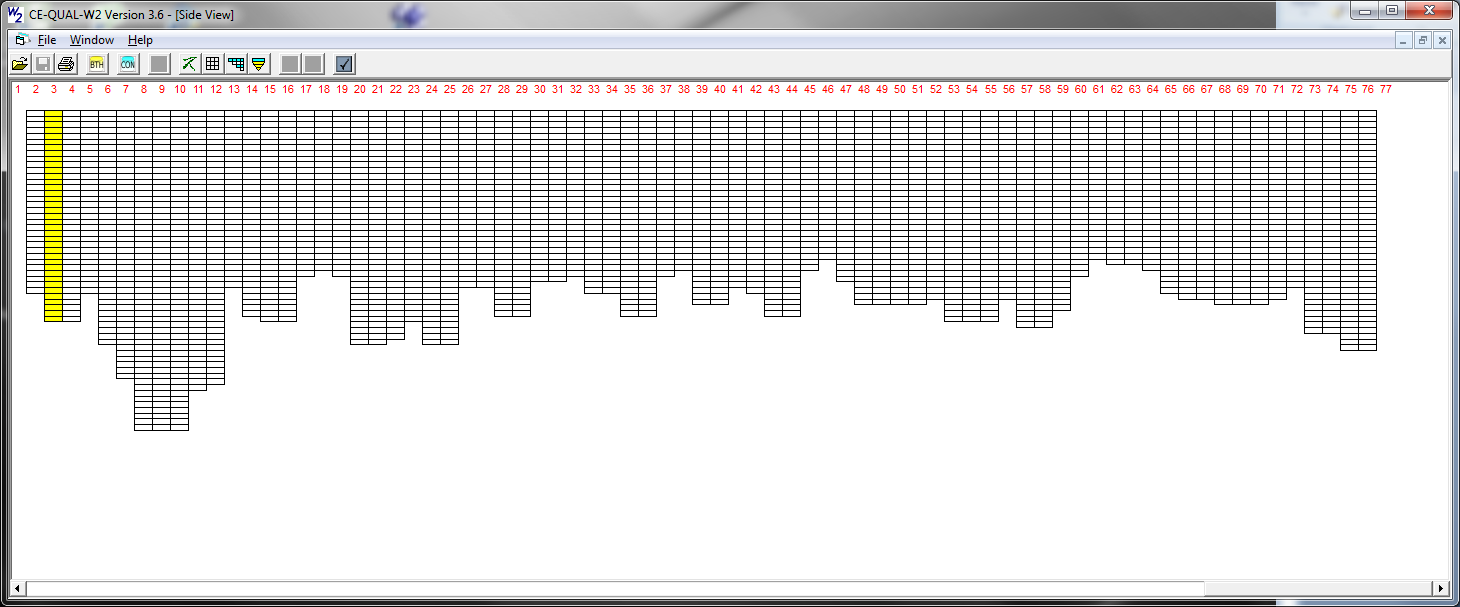 W2 CE-QUAL-W2 Version 3.6 - [Side View]
File Window Help
BTH CON
1 2 3 4 5 6 7 8 9 10 11 12 13 14 15 16 17 18 19 20 21 22 23 24 25 26 27 28 29 30 31 32 33 34 35 36 37 38 39 40 41 42 43 44 45 46 47 48 49 50 51 52 53 54 55 56 57 58 59 60 61 62 63 64 65 66 67 68 69 70 71 72 73 74 75 76 77